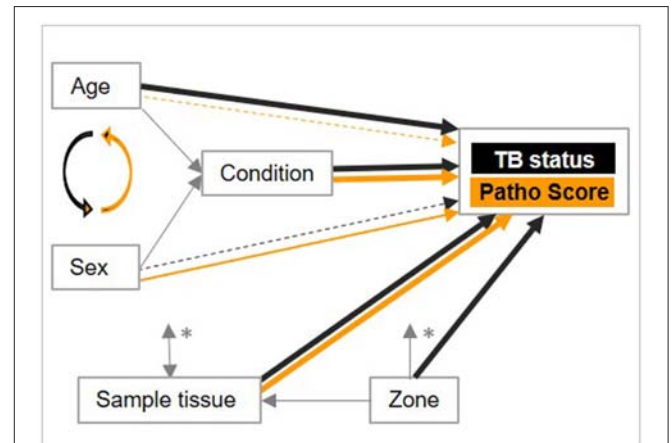 Age
TB status
Condition
Patho Score
Sex
*
*
Sample tissue
Zone